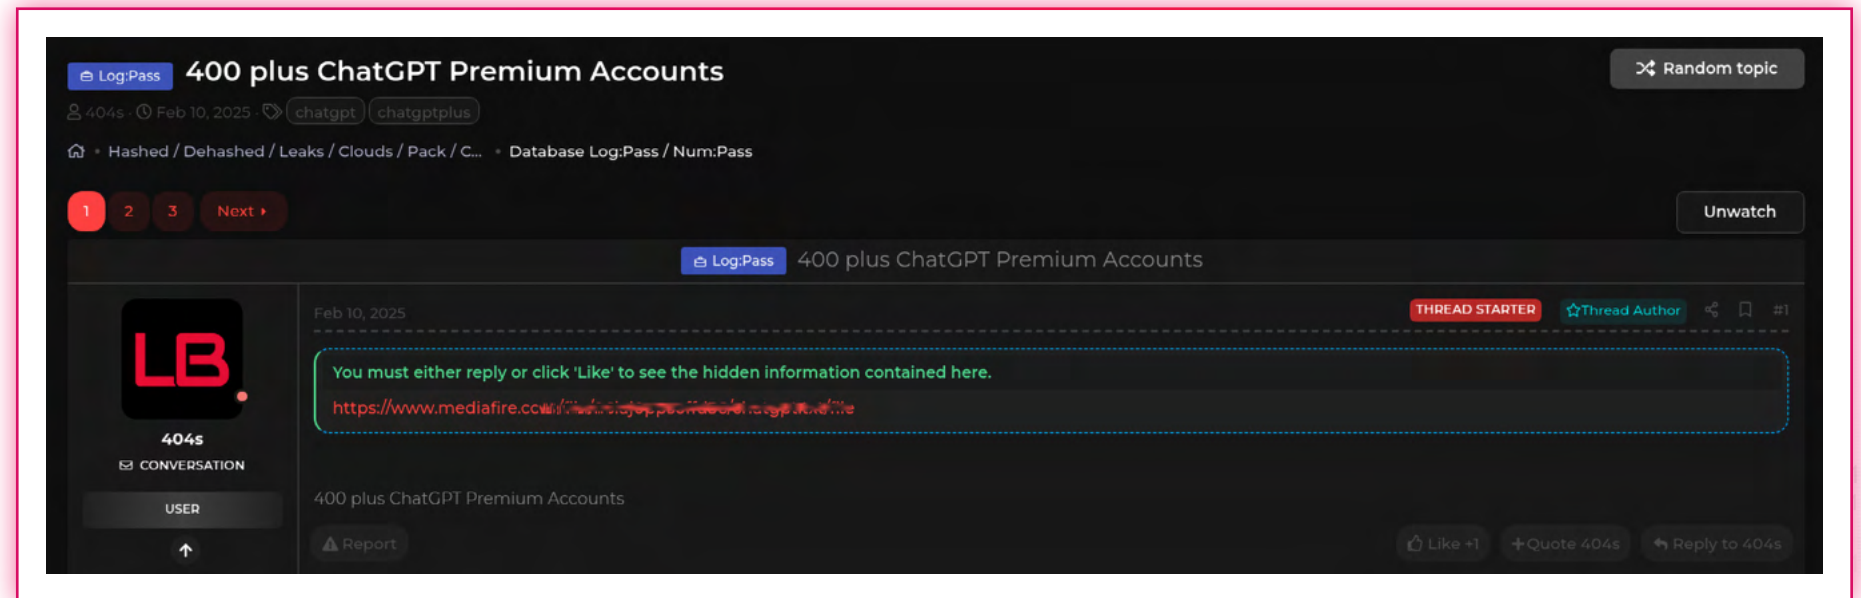 Log:Pass 400 plus ChatGPT Premium Accounts
Random topic
404s · Feb 10, 2025 · chatgpt chatgptplus
Hashed / Dehashed / Leaks / Clouds / Pack / C... • Database Log:Pass / Num:Pass
1 2 3 Next
Unwatch
Log:Pass 400 plus ChatGPT Premium Accounts
LB
404s
CONVERSATION
USER
Feb 10, 2025
THREAD STARTER Thread Author #1
You must either reply or click 'Like' to see the hidden information contained here.
https://www.mediafire.
400 plus ChatGPT Premium Accounts
Report
Like +1 +Quote 404s Reply to 404s